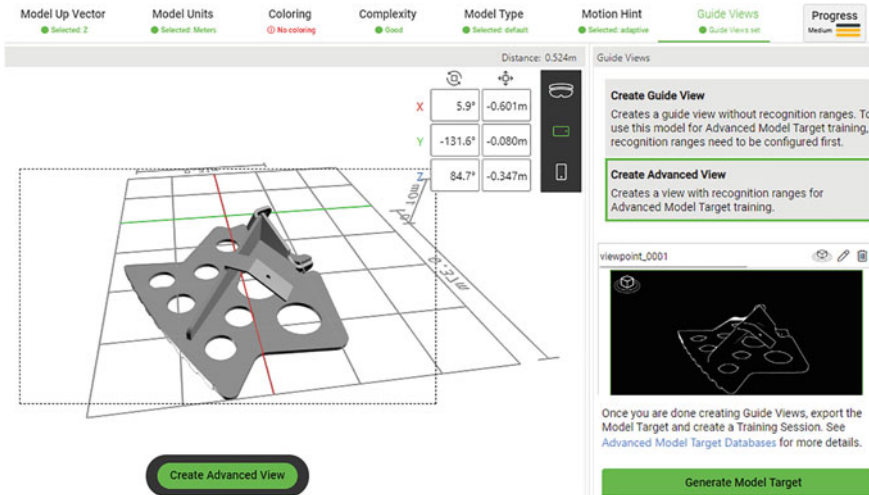 Model Up Vector
Selected: Z
Model Units
Selected: Meters
Coloring
No coloring
Complexity
Good
Model Type
Selected: default
Motion Hint
Selected: adaptive
Guide Views
Guide Views set
Progress
Medium
Distance: 0.524m
Guide Views
X 5.9° -0.601m
Y -131.6° -0.080m
Z 84.7° -0.347m
Create Guide View
Creates a guide view without recognition ranges. To
use this model for Advanced Model Target training,
recognition ranges need to be configured first.
Create Advanced View
Creates a view with recognition ranges for
Advanced Model Target training.
viewpoint_0001
Once you are done creating Guide Views, export the
Model Target and create a Training Session. See
Advanced Model Target Databases for more details.
Create Advanced View
Generate Model Target